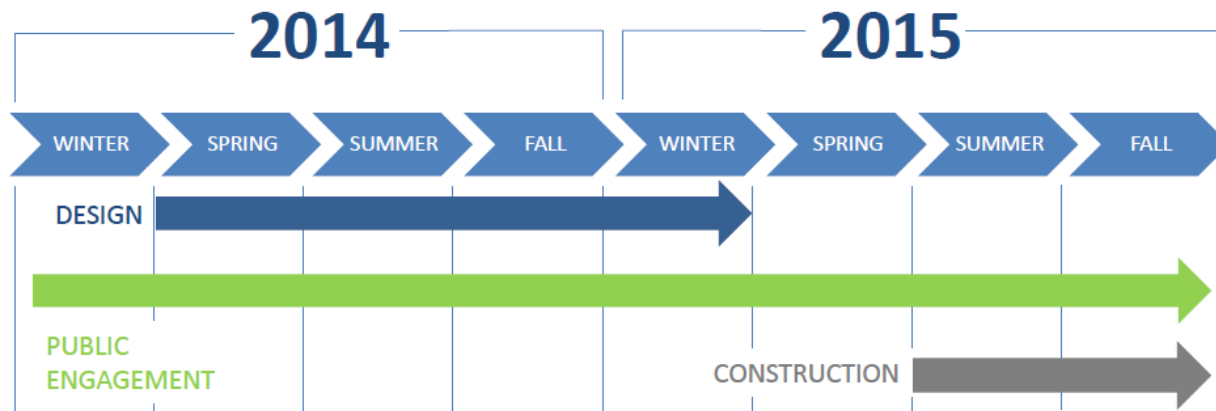 2014 2015
WINTER SPRING SUMMER FALL WINTER SPRING SUMMER FALL
DESIGN
PUBLIC
ENGAGEMENT
CONSTRUCTION